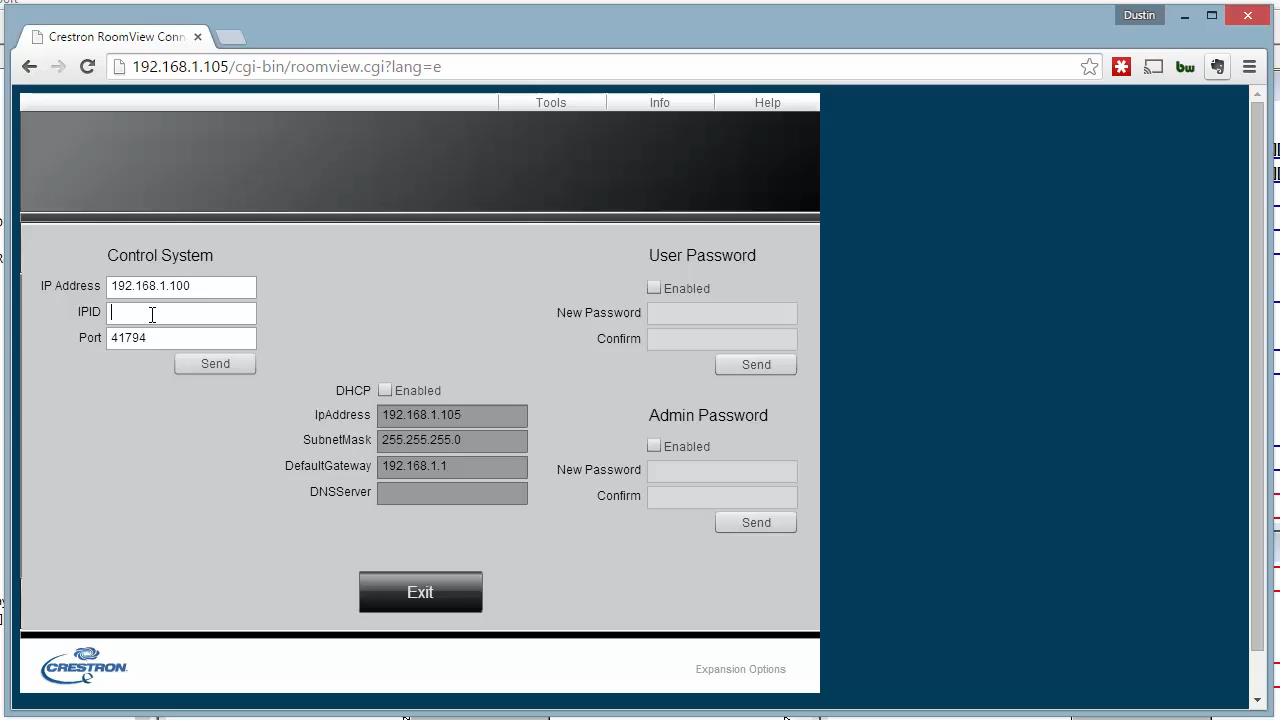 Dustin
Crestron RoomView Conn
192.168.1.105/cgi-bin/roomview.cgi?lang=e
bw
Tools Info Help
Control System
IP Address 192.168.1.100
IPID
Port 41794
Send
User Password
Enabled
New Password
Confirm
Send
DHCP Enabled
IpAddress 192.168.1.105
SubnetMask 255.255.255.0
DefaultGateway 192.168.1.1
DNSServer
Admin Password
Enabled
New Password
Confirm
Send
Exit
CRESTRON
Expansion Options